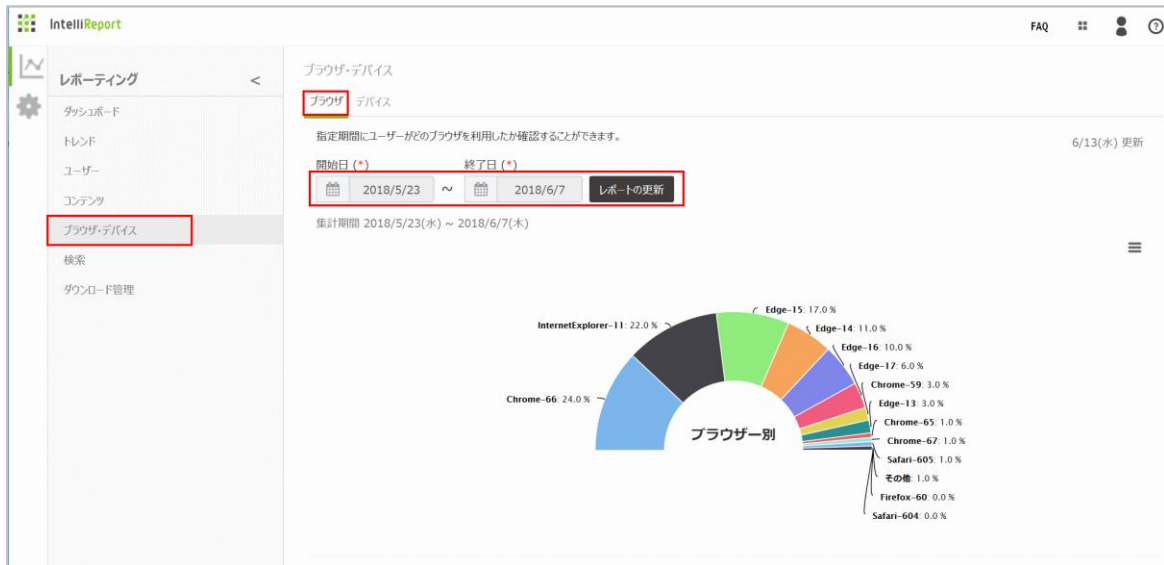 IntelliReport
FAQ
レポーティング <
ダッシュボード
トレンド
ユーザー
コンテンツ
ブラウザ・デバイス
検索
ダウンロード管理
ブラウザ・デバイス
ブラウザ デバイス
指定期間にユーザーがどのブラウザを利用したか確認することができます。
6/13(水) 更新
開始日 (*) 終了日 (*)
2018/5/23 ~ 2018/6/7 レポートの更新
集計期間 2018/5/23(水) ~ 2018/6/7(木)
Edge-15: 17.0 %
InternetExplorer-11: 22.0 %
Edge-14: 11.0 %
Edge-16: 10.0 %
Edge-17: 6.0 %
Chrome-59: 3.0 %
Chrome-66: 24.0 %
Edge-13: 3.0 %
Chrome-65: 1.0 %
ブラウザー別
Chrome-67: 1.0 %
Safari-605: 1.0 %
その他: 1.0 %
Firefox-60: 0.0 %
Safari-604: 0.0 %